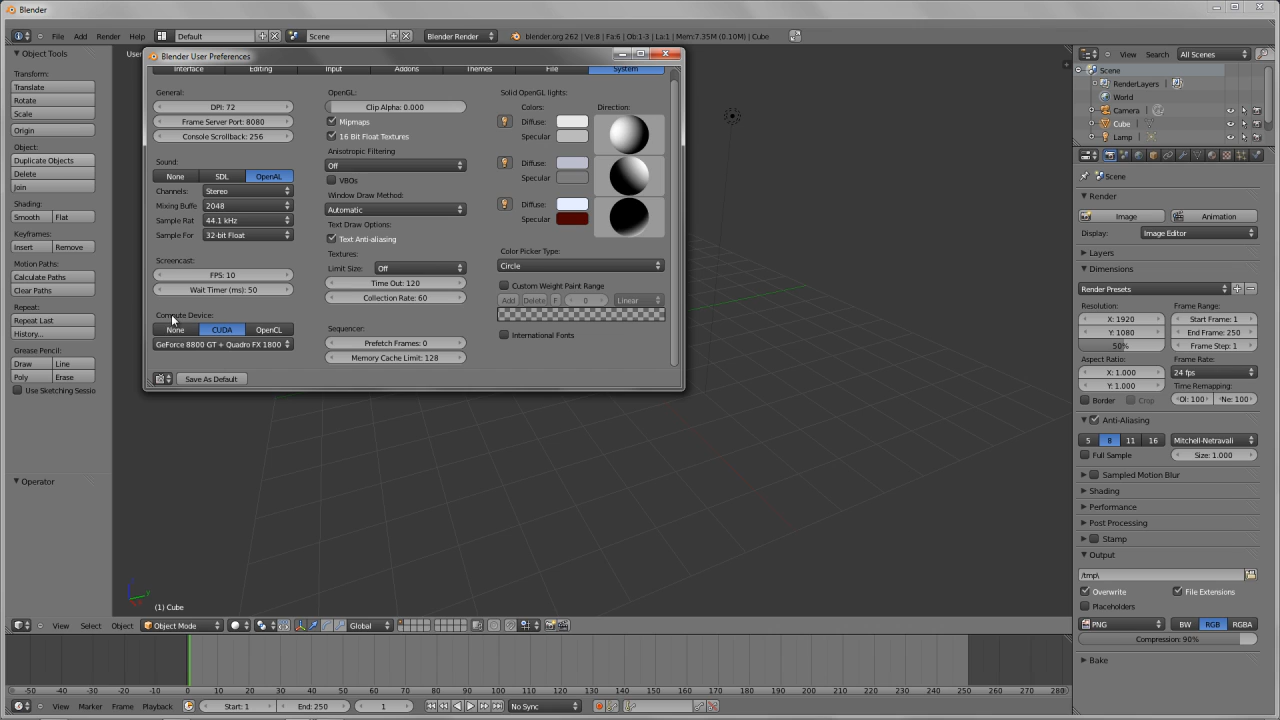 Blender
File Add Render Help
Default
Scene
Blender Render
blender.org 262 | Ve:8 | Fa:6 | Ob:1-3 | La:1 | Mem:7.35M (0.10M) | Cube
View Search All Scenes
Object Tools
Transform:
Translate
Rotate
Scale
Origin
Object:
Duplicate Objects
Delete
Join
Shading:
Smooth Flat
Keyframes:
Insert Remove
Motion Paths:
Calculate Paths
Clear Paths
Repeat:
Repeat Last
History...
Grease Pencil:
Draw Line
Poly Erase
Use Sketching Sessio
Operator
User
Blender User Preferences
Interface Editing Input Addons Themes File System
General:
DPI: 72
Frame Server Port: 8080
Console Scrollback: 256
Sound:
None SDL OpenAL
Channels: Stereo
Mixing Buffe 2048
Sample Rat 44.1 kHz
Sample For: 32-bit Float
Screencast:
FPS: 10
Wait Timer (ms): 50
Compute Device:
None CUDA OpenCL
GeForce 8800 GT + Quadro FX 1800
Save As Default
OpenGL:
Clip Alpha: 0.000
Mipmaps
16 Bit Float Textures
Anisotropic Filtering
Off
VBOs
Window Draw Method:
Automatic
Text Draw Options:
Text Anti-aliasing
Textures:
Limit Size: Off
Time Out: 120
Collection Rate: 60
Sequencer:
Prefetch Frames: 0
Memory Cache Limit: 128
Solid OpenGL lights:
Colors: Direction:
Diffuse:
Specular
Diffuse:
Specular
Diffuse:
Specular
Color Picker Type:
Circle
Custom Weight Paint Range
Add Delete F 0 Linear
International Fonts
(1) Cube
View Select Object Object Mode Global
-50 -40 -30 -20 -10 0 10 20 30 40 50 60 70 80 90 100 110 120 130 140 150 160 170 180 190 200 210 220 230 240 250 260 270 280
View Marker Frame Playback Start: 1 End: 250 1 No Sync
Scene
RenderLayers
World
Camera
Cube
Lamp
Scene
Render
Image Animation
Display: Image Editor
Layers
Dimensions
Render Presets
Resolution: Frame Range:
X: 1920 Start: Frame: 1
Y: 1080 End: Frame: 250
50% Frame Step: 1
Aspect Ratio: Frame Rate:
X: 1.000 24 fps
Y: 1.000 Time Remapping:
Border Crop Ol: 100 Ne: 100
Anti-Aliasing
5 8 11 16 Mitchell-Netravali
Full Sample Size: 1.000
Sampled Motion Blur
Shading
Performance
Post Processing
Stamp
Output
/tmp\
Overwrite File Extensions
Placeholders
PNG BW RGB RGBA
Compression: 90%
Bake